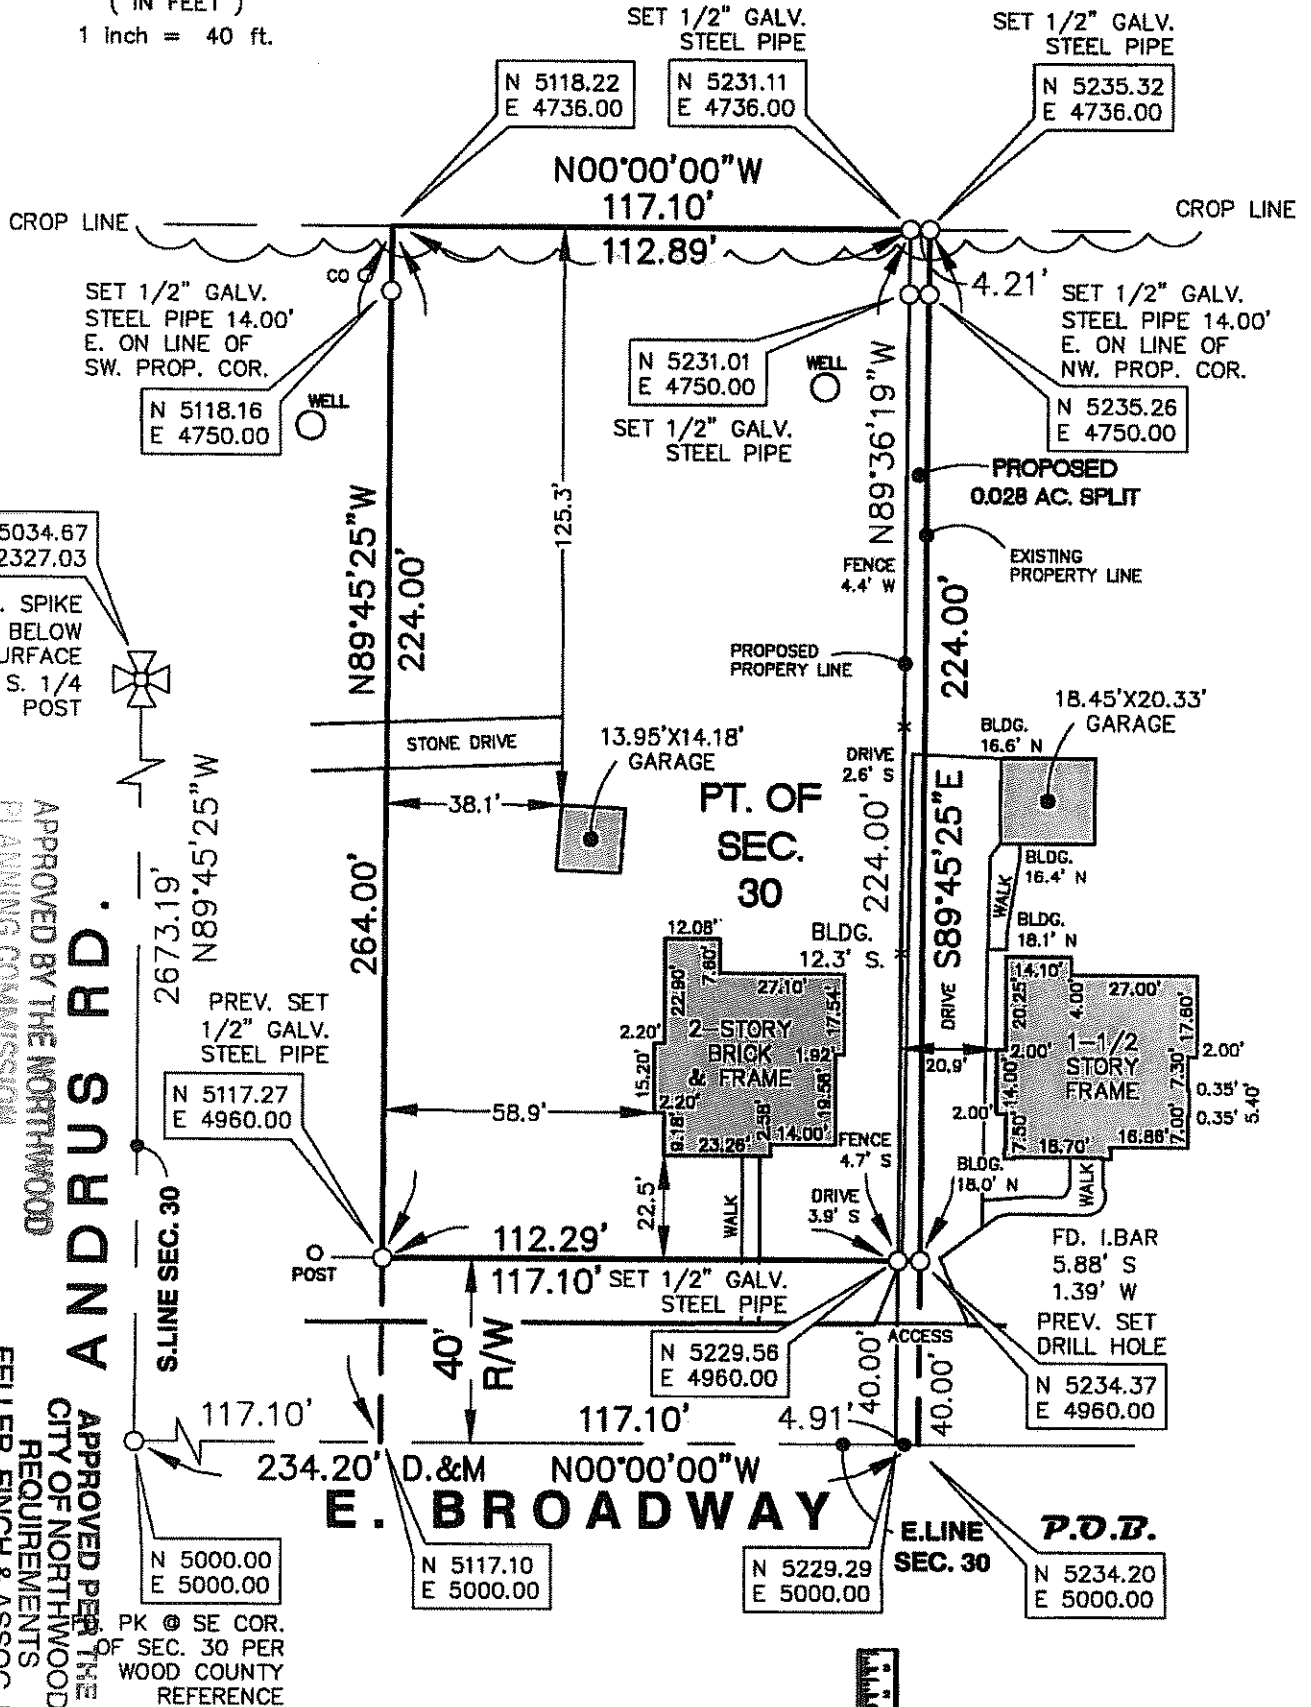 ( IN FEET )
1 inch = 40 ft.
SET 1/2" GALV.
STEEL PIPE
SET 1/2" GALV.
STEEL PIPE
N 5118.22
E 4736.00
N 5231.11
E 4736.00
N 5235.32
E 4736.00
N00°00'00"W
117.10'
CROP LINE
CROP LINE
112.89'
CO
4.21'
SET 1/2" GALV.
STEEL PIPE 14.00'
E. ON LINE OF
SW. PROP. COR.
SET 1/2" GALV.
STEEL PIPE 14.00'
E. ON LINE OF
NW. PROP. COR.
N 5231.01
E 4750.00
WELL
N 5118.16
E 4750.00
WELL
SET 1/2" GALV.
STEEL PIPE
N 5235.26
E 4750.00
N89°36'19"W
PROPOSED
0.028 AC. SPLIT
125.3'
N89°45'25"W
224.00'
5034.67
2327.03
EXISTING
PROPERTY LINE
FENCE
4.4' W
. SPIKE
BELOW
URFACE
S. 1/4
POST
224.00'
PROPOSED
PROPERY LINE
18.45'X20.33'
GARAGE
STONE DRIVE
13.95'X14.18'
GARAGE
BLDG.
16.6' N
DRIVE
2.6' S
38.1'
PT. OF
SEC.
30
224.00'
S89°45'25"E
BLDG.
16.4' N
WALK
APPROVED BY THE NORTHWOOD
PLANNING COMMISSION
ANDRUS RD.
2673.19'
N89°45'25"W
264.00'
12.08'
7.60'
22.90'
27.10'
17.54'
BLDG.
12.3' S.
BLDG.
18.1' N
DRIVE
14.10'
20.25'
4.00'
27.00'
17.60'
PREV. SET
1/2" GALV.
STEEL PIPE
2.20'
15.20'
2-STORY
BRICK
& FRAME
1.92'
19.56'
20.9'
2.00'
14.00'
1-1/2
STORY
FRAME
7.30'
2.00'
0.35'
0.35'
5.40'
N 5117.27
E 4960.00
58.9'
2.20'
9.18'
23.26'
2.58'
14.00'
2.00'
7.50'
18.70'
16.86'
7.00'
FENCE
4.7' S
BLDG.
18.0' N
22.5'
WALK
DRIVE
3.9' S
WALK
S.LINE SEC. 30
POST
112.29'
117.10'
SET 1/2" GALV.
STEEL PIPE
FD. I.BAR
5.88' S
1.39' W
PREV. SET
DRILL HOLE
40'
R/W
ACCESS
N 5229.56
E 4960.00
40.00'
40.00'
N 5234.37
E 4960.00
117.10'
117.10'
4.91'
234.20' D.&M
N00°00'00"W
E. BROADWAY
E.LINE
SEC. 30
P.O.B.
N 5000.00
E 5000.00
N 5117.10
E 5000.00
N 5229.29
E 5000.00
N 5234.20
E 5000.00
APPROVED PER THE
CITY OF NORTHWOOD
REQUIREMENTS
FELLER, FINCH & ASSOC.
. PK @ SE COR.
OF SEC. 30 PER
WOOD COUNTY
REFERENCE